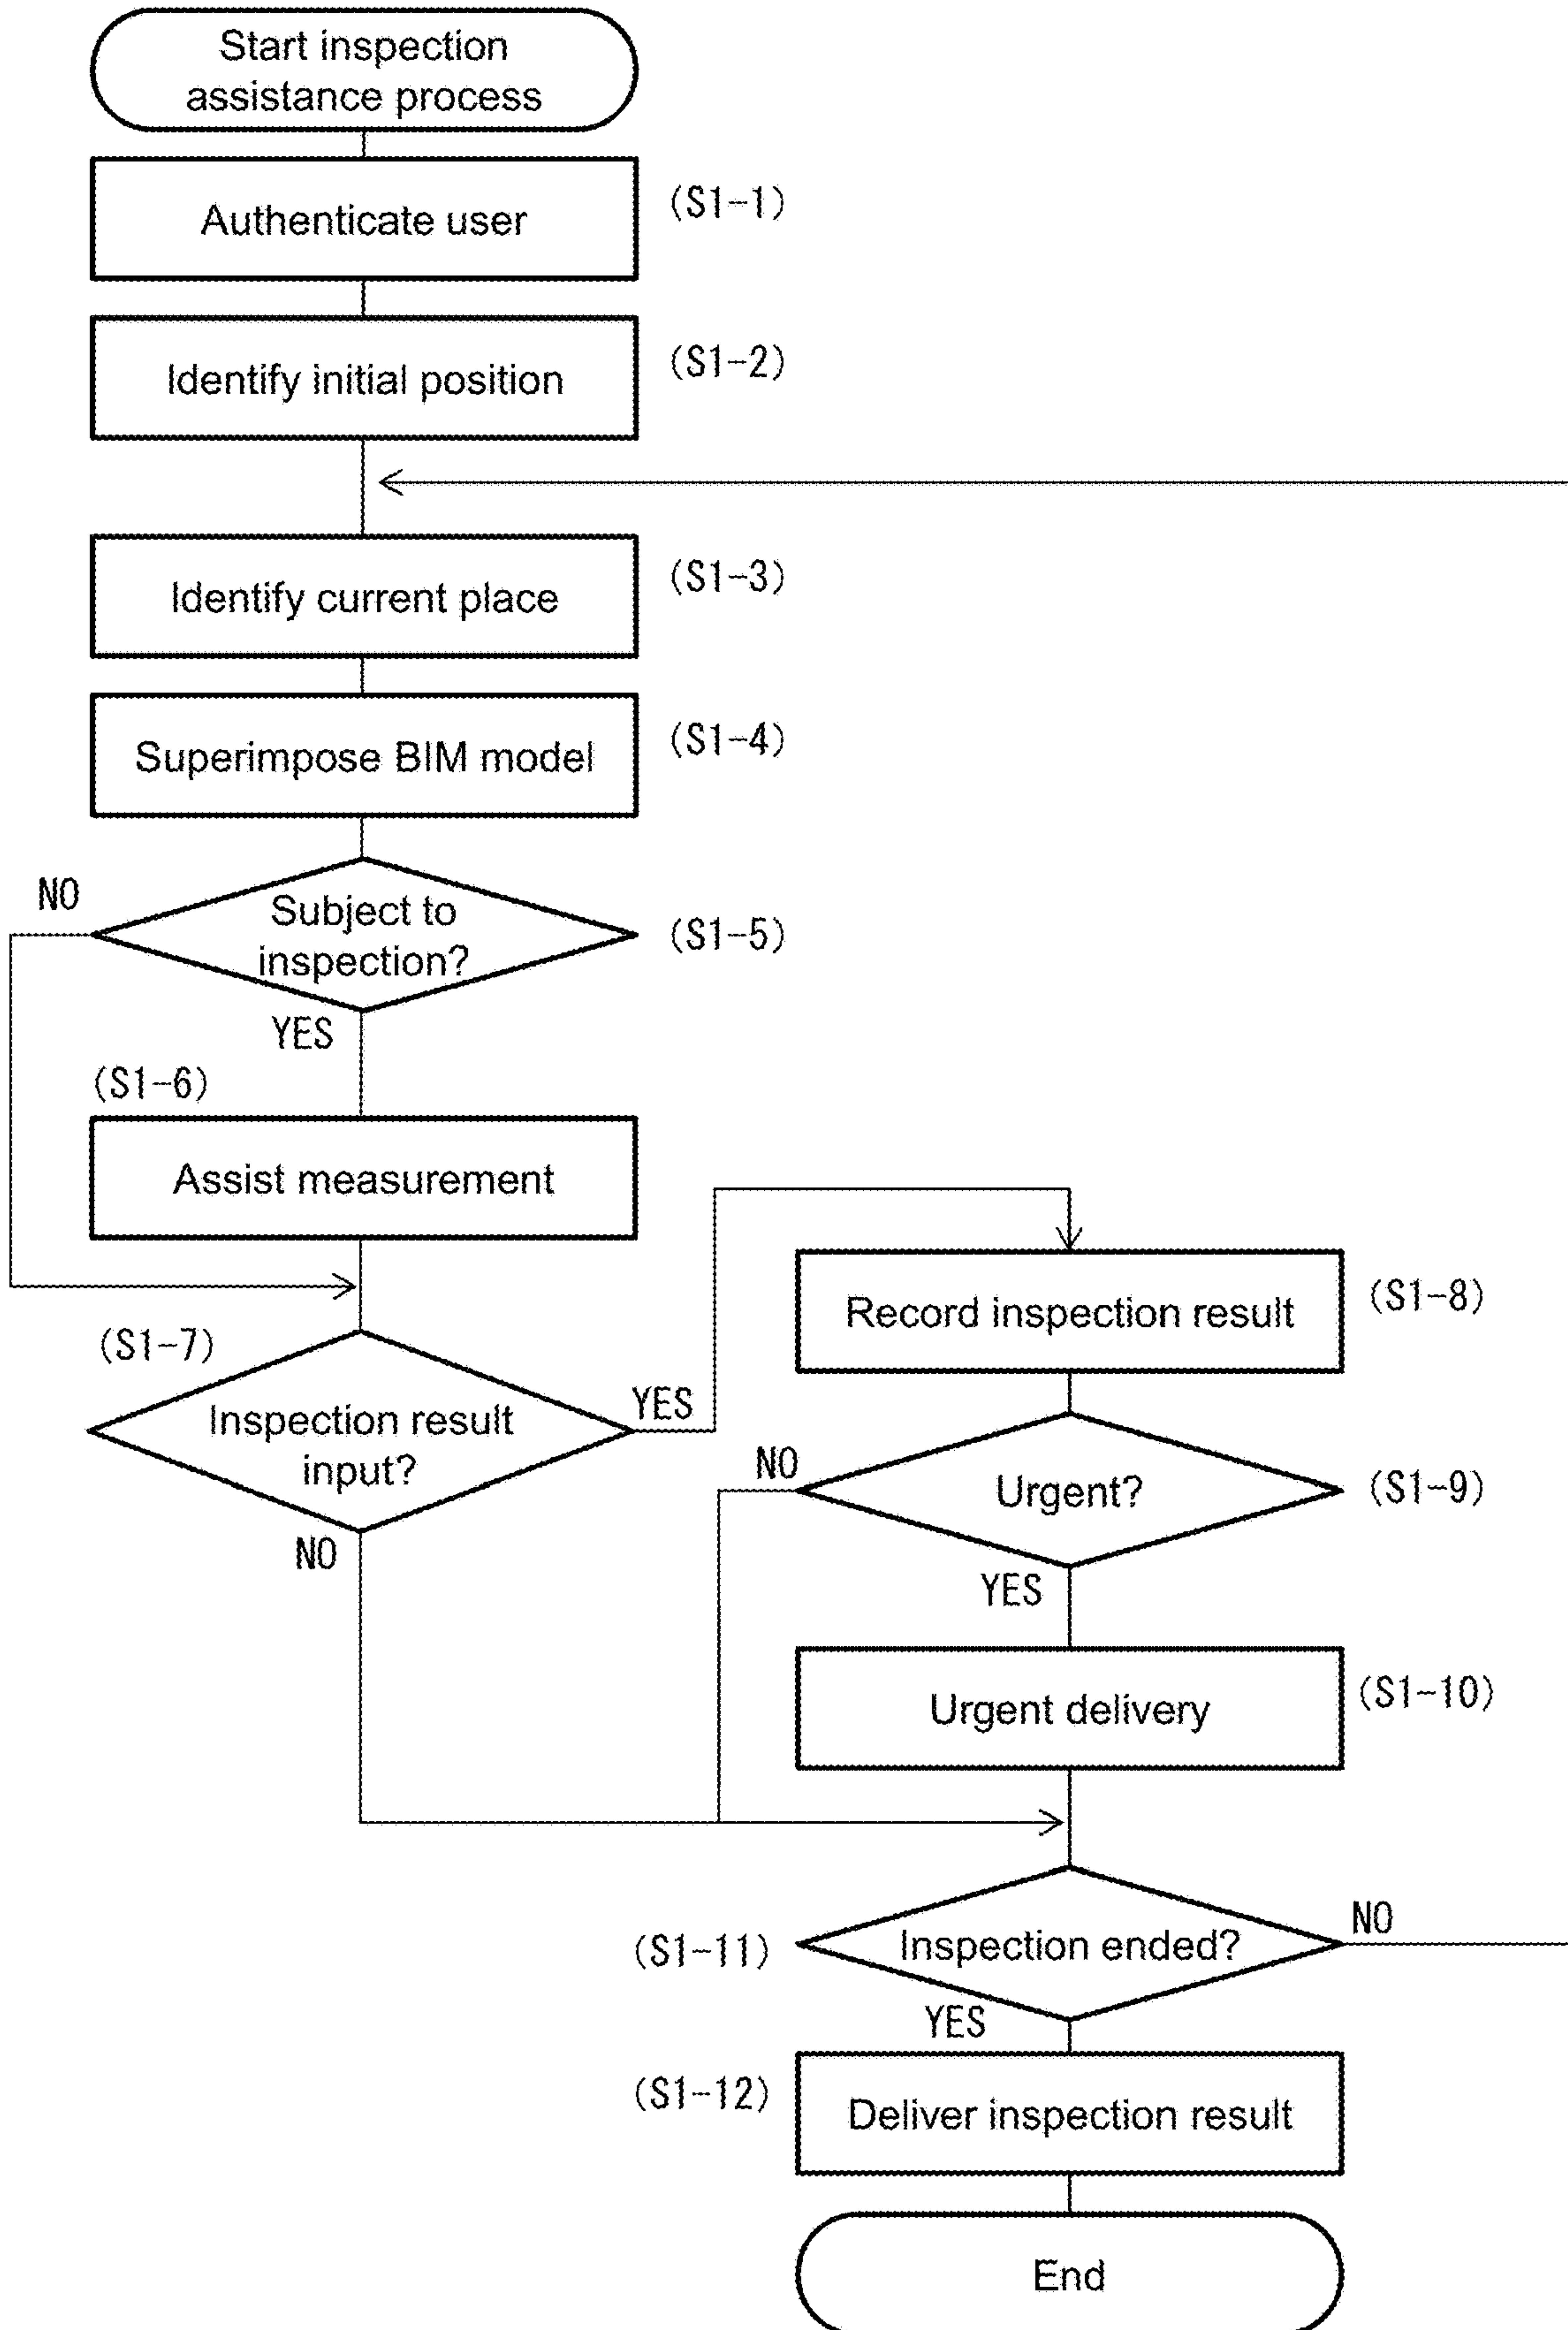 Start inspection
assistance process
Authenticate user
(S1-1)
Identify initial position
(S1-2)
Identify current place
(S1-3)
Superimpose BIM model
(S1-4)
NO
Subject to
inspection?
(S1-5)
YES
(S1-6)
Assist measurement
(S1-7)
Inspection result
input?
YES
NO
Record inspection result
(S1-8)
NO
Urgent?
(S1-9)
YES
Urgent delivery
(S1-10)
(S1-11)
Inspection ended?
NO
YES
(S1-12)
Deliver inspection result
End